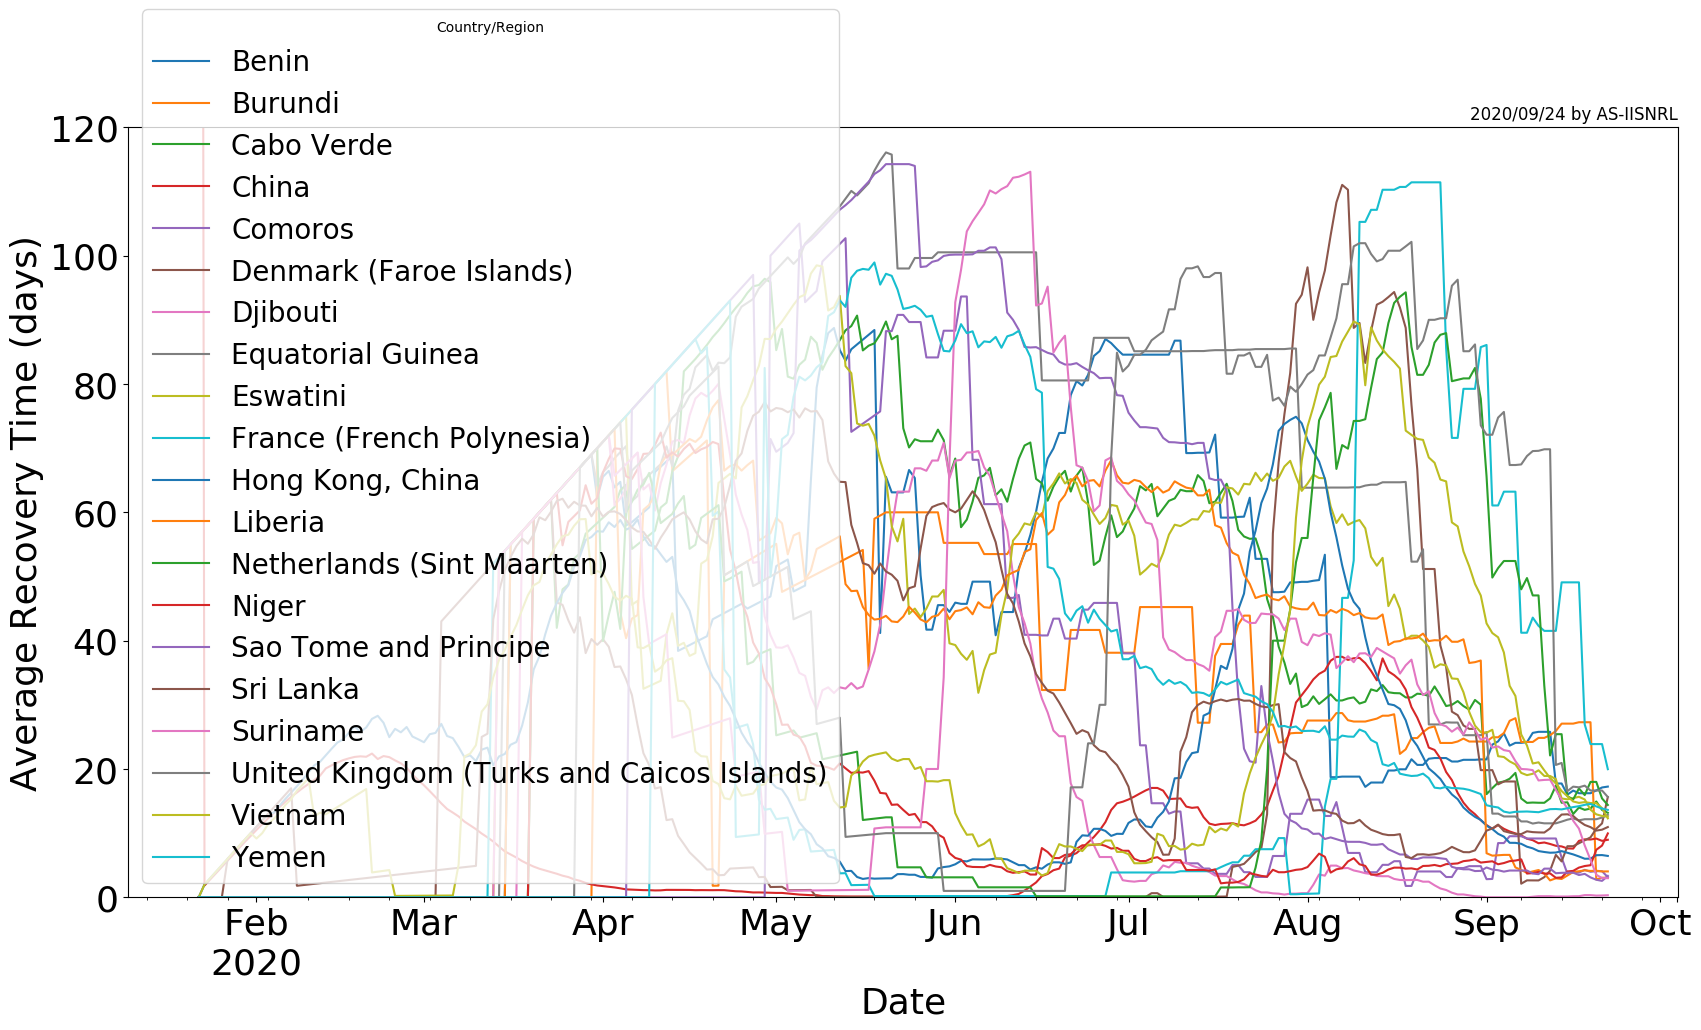 Country/Region
Benin
Burundi
Cabo Verde
China
Comoros
Denmark (Faroe Islands)
Djibouti
Equatorial Guinea
Eswatini
France (French Polynesia)
Hong Kong, China
Liberia
Netherlands (Sint Maarten)
Niger
Sao Tome and Principe
Sri Lanka
Suriname
United Kingdom (Turks and Caicos Islands)
Vietnam
Yemen
2020/09/24 by AS-IISNRL
120
100
80
60
40
20
0
Average Recovery Time (days)
Feb Mar Apr May Jun Jul Aug Sep Oct
2020
Date